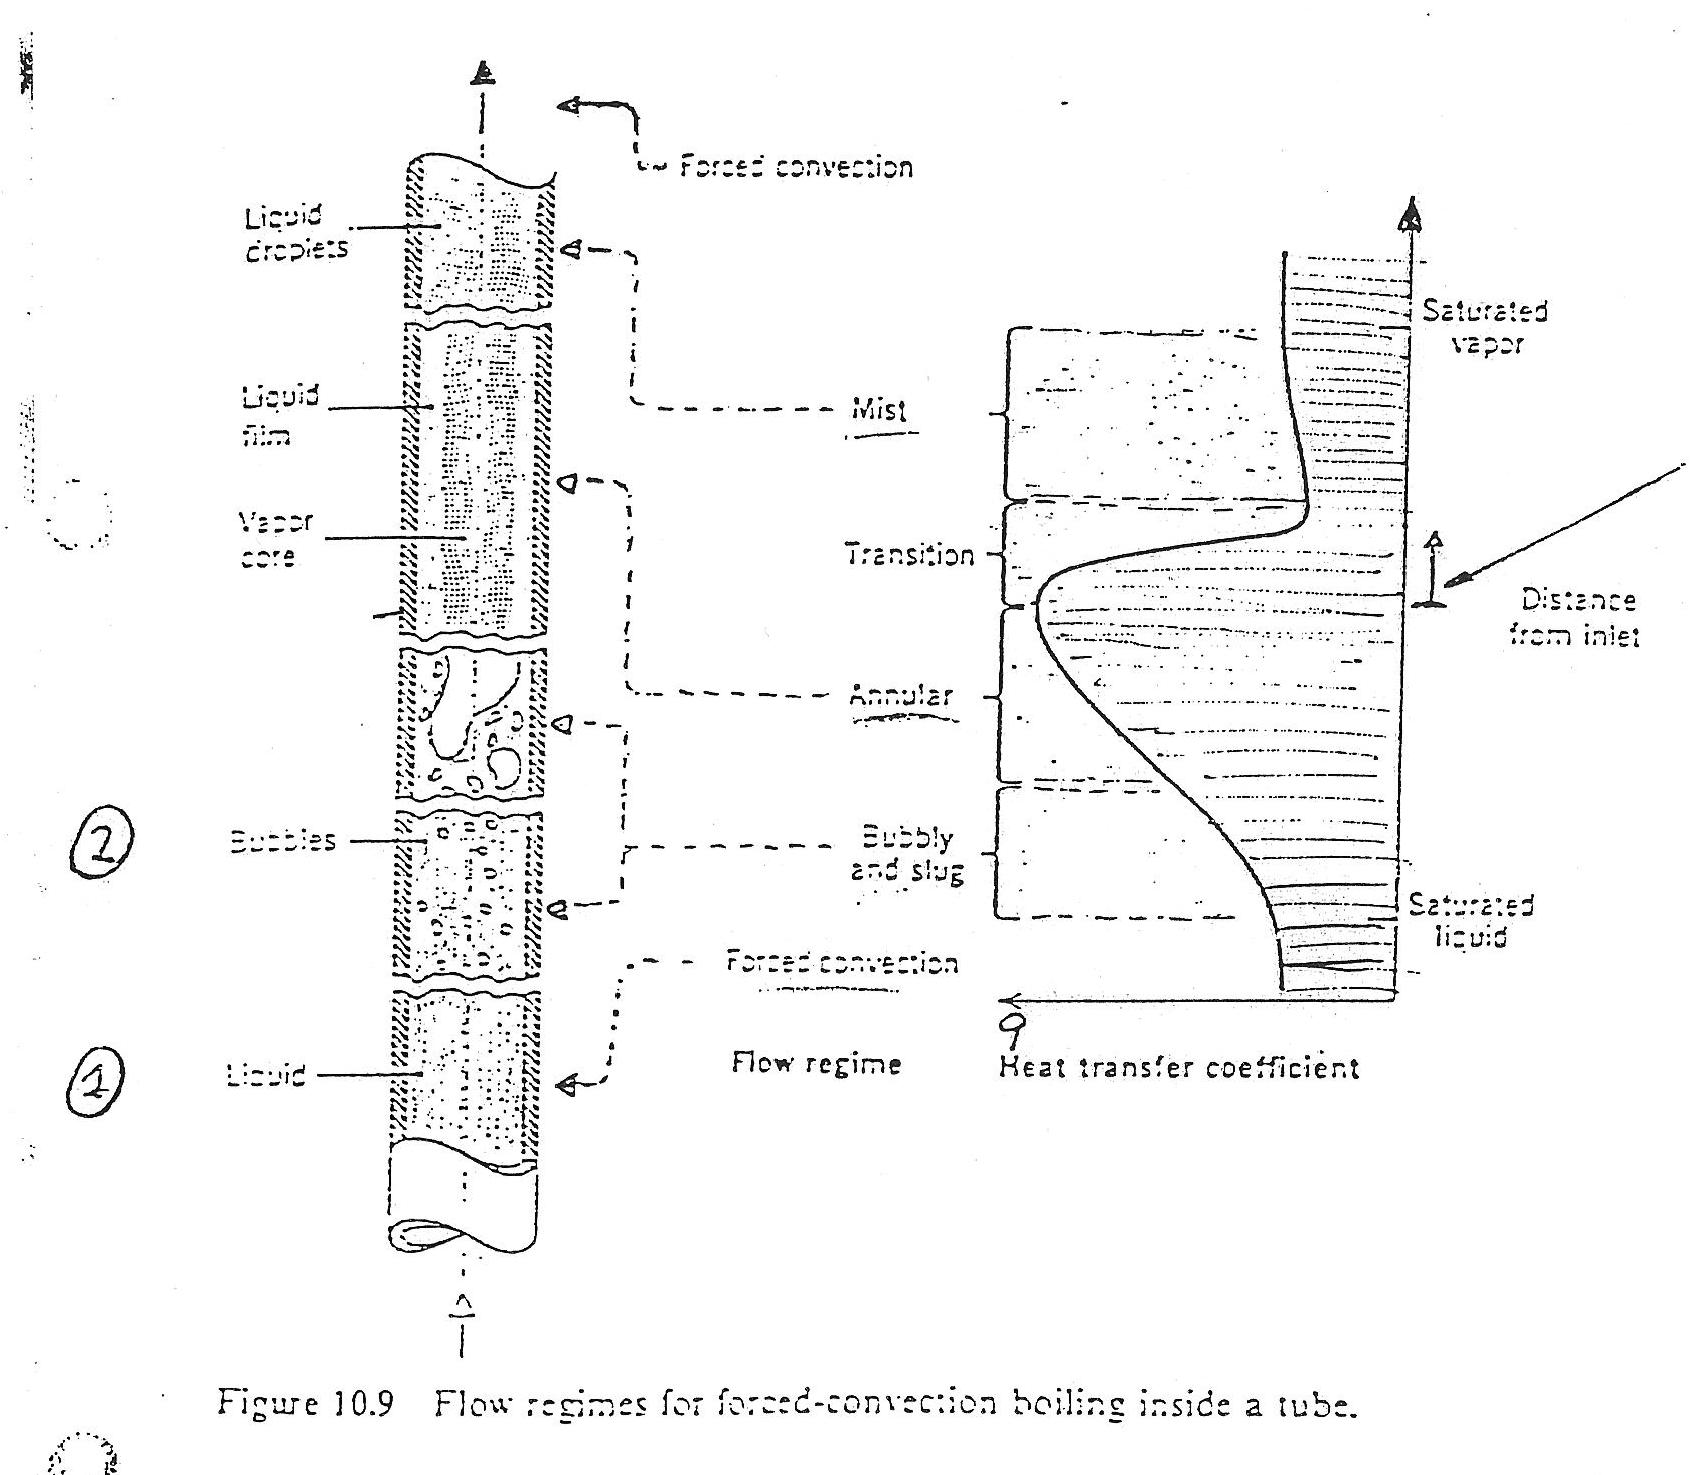 Forced convection
Liquid
droplets
Saturated
vapor
Liquid
film
Mist
Vapor
core
Transition
Distance
from inlet
Annular
2
Bubbles
Bubbly
and slug
Saturated
liquid
Forced convection
1
Liquid
Flow regime
q
Heat transfer coefficient
Figure 10.9 Flow regimes for forced-convection boiling inside a tube.